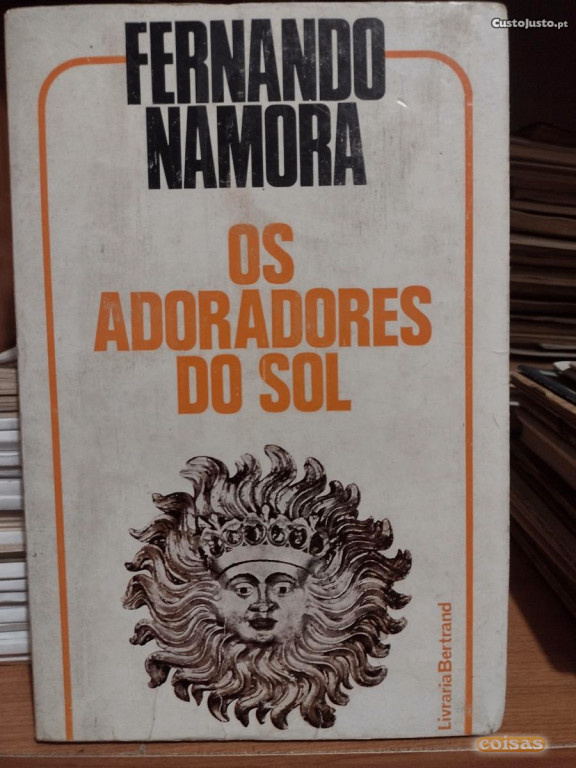 CustoJusto.pt
FERNANDO
NAMORA
OS
ADORADORES
DO SOL
Livraria Bertrand
coisas